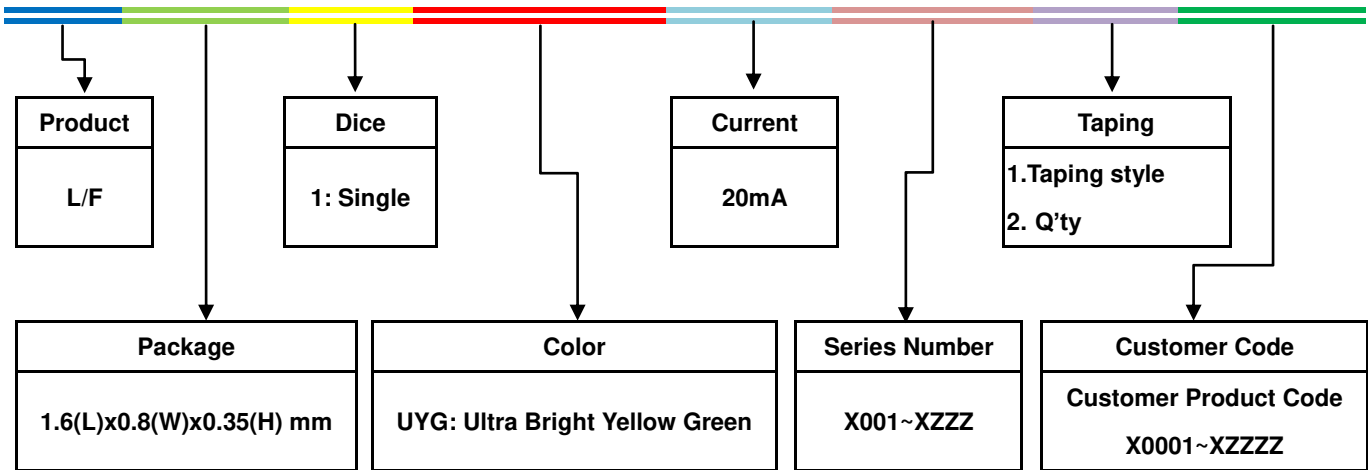 Product
L/F
Dice
1: Single
Current
20mA
Taping
1.Taping style
2. Q’ty
Package
1.6(L)x0.8(W)x0.35(H) mm
Color
UYG: Ultra Bright Yellow Green
Series Number
X001~XZZZ
Customer Code
Customer Product Code
X0001~XZZZZ